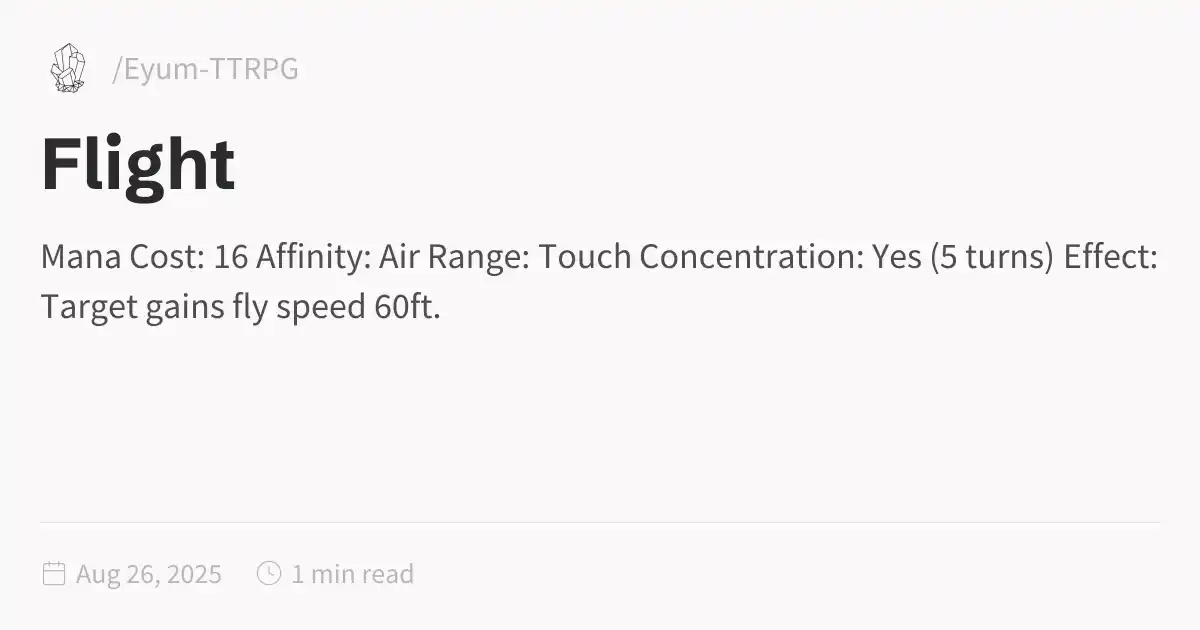 /Eyum-TTRPG
Flight
Mana Cost: 16 Affinity: Air Range: Touch Concentration: Yes (5 turns) Effect:
Target gains fly speed 60ft.
Aug 26, 2025 1 min read